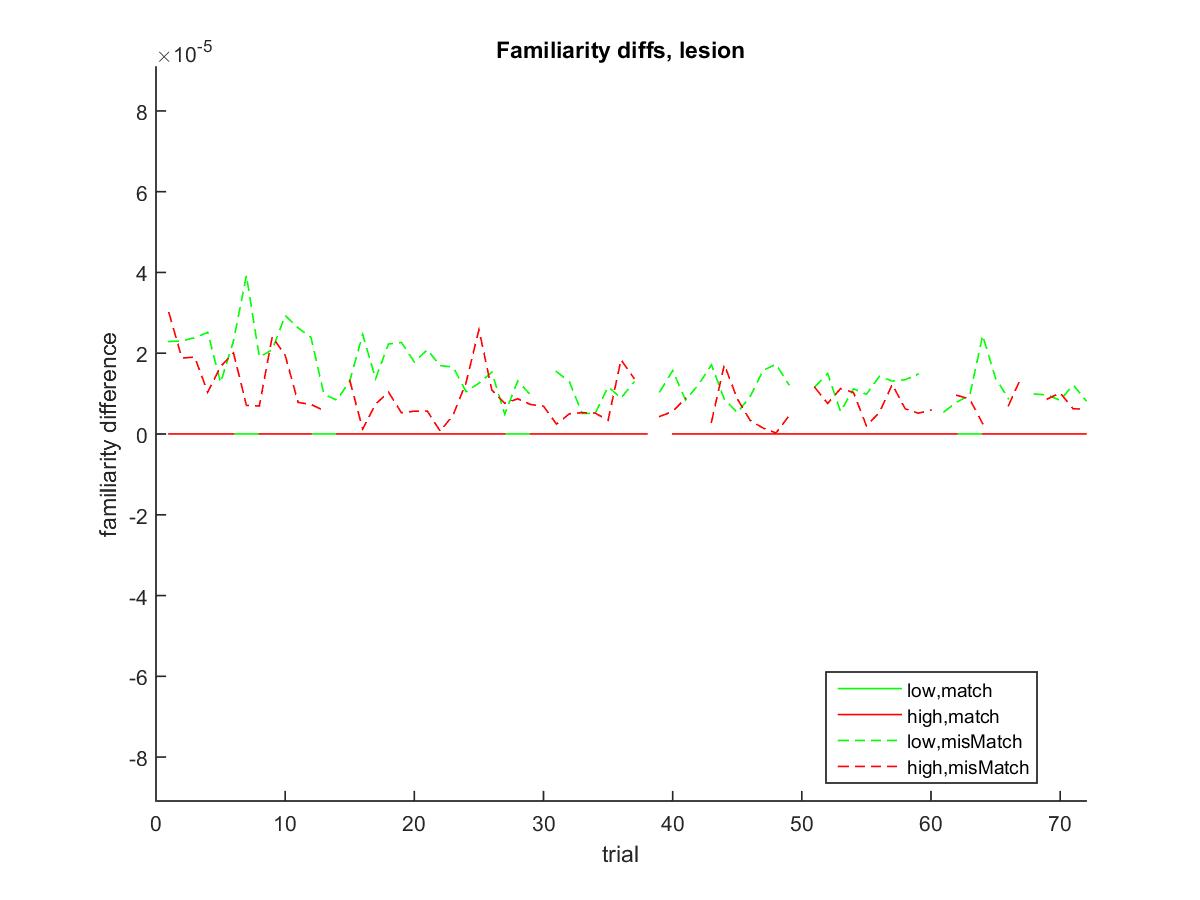 ×10-5
Familiarity diffs, lesion
8
6
4
2
0
-2
-4
-6
-8
familiarity difference
low,match
high,match
low,misMatch
high,misMatch
0 10 20 30 40 50 60 70
trial